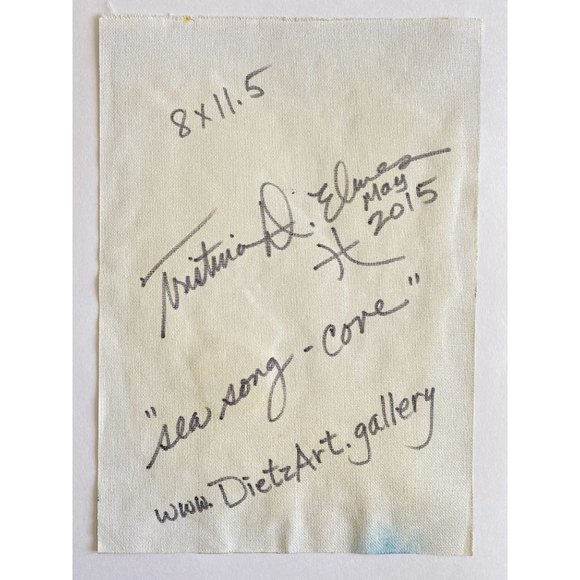 8x11.5
Tristina D. Elmes
May
2015
"sea song - cove"
www.DietzArt.gallery